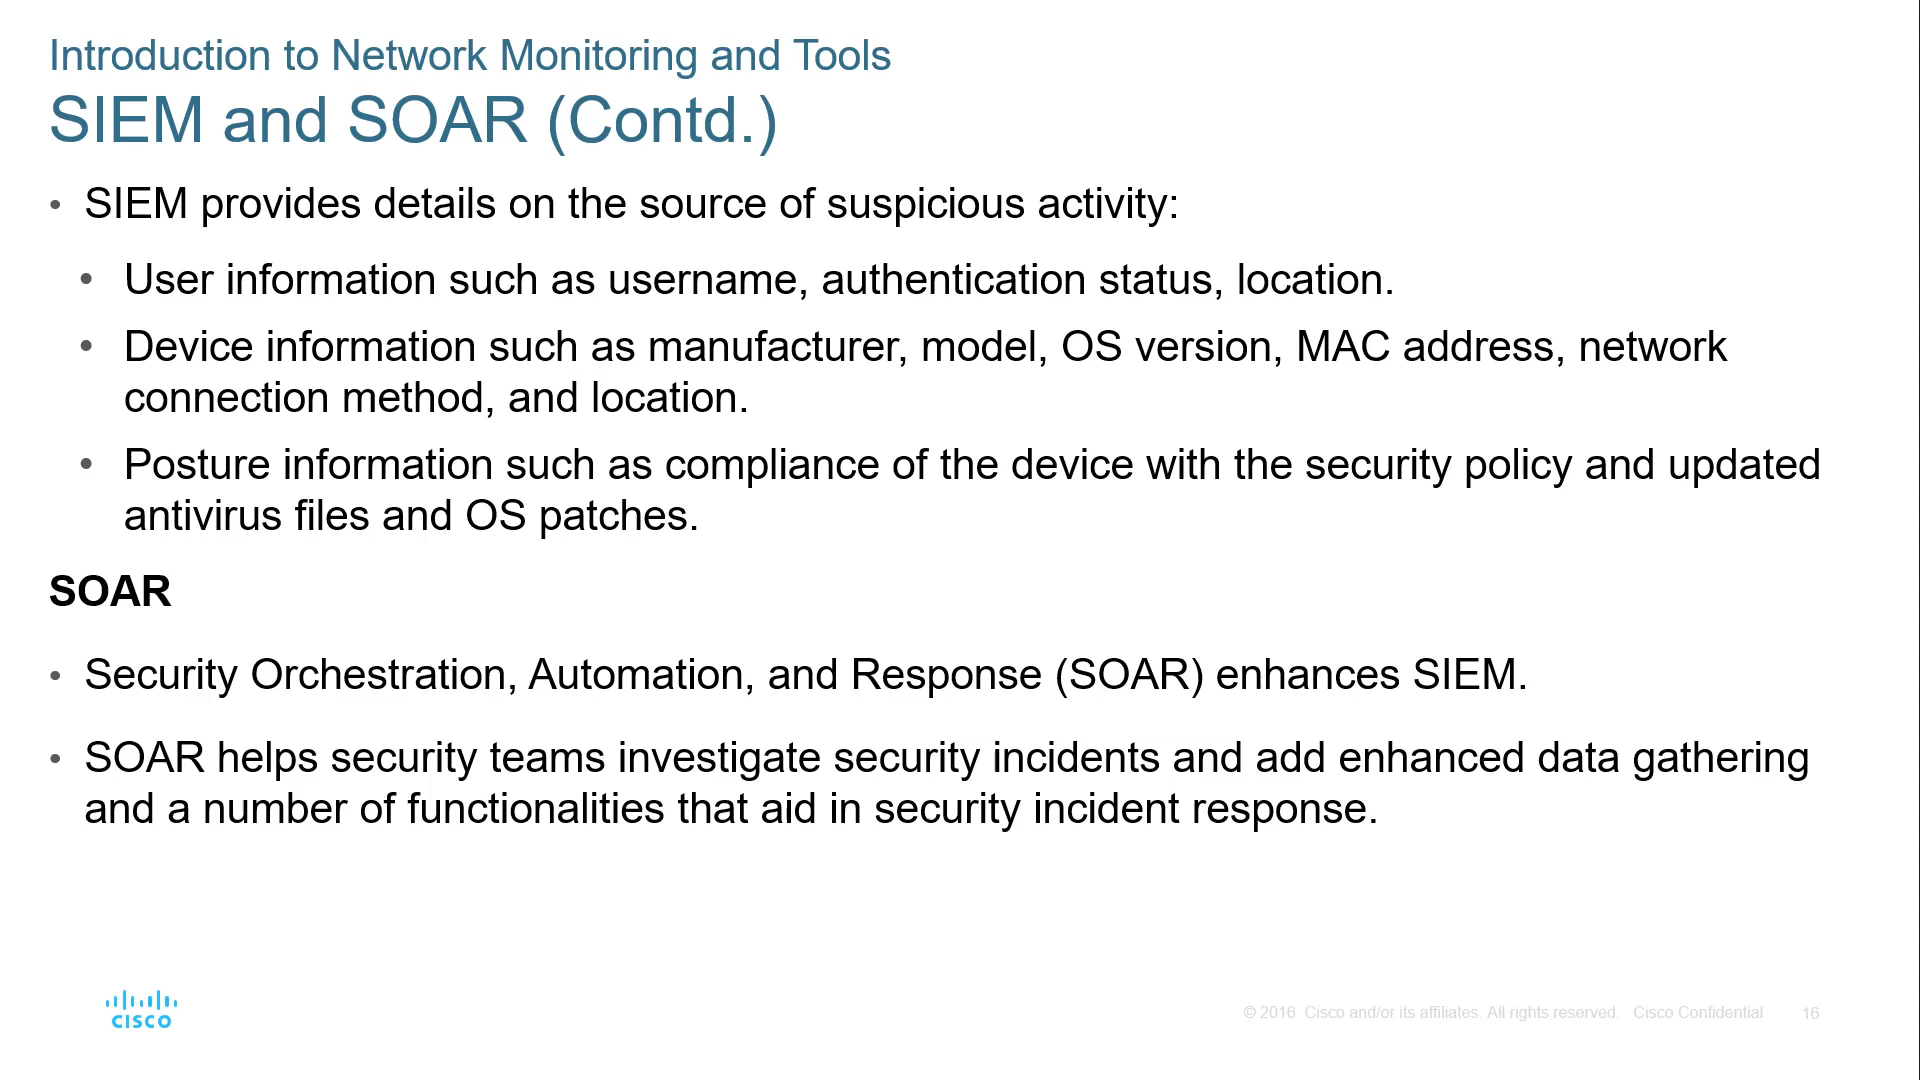 Introduction to Network Monitoring and Tools
SIEM and SOAR (Contd.)
• SIEM provides details on the source of suspicious activity:
• User information such as username, authentication status, location.
• Device information such as manufacturer, model, OS version, MAC address, network
connection method, and location.
• Posture information such as compliance of the device with the security policy and updated
antivirus files and OS patches.
SOAR
• Security Orchestration, Automation, and Response (SOAR) enhances SIEM.
• SOAR helps security teams investigate security incidents and add enhanced data gathering
and a number of functionalities that aid in security incident response.
CISCO
© 2016 Cisco and/or its affiliates. All rights reserved. Cisco Confidential 16